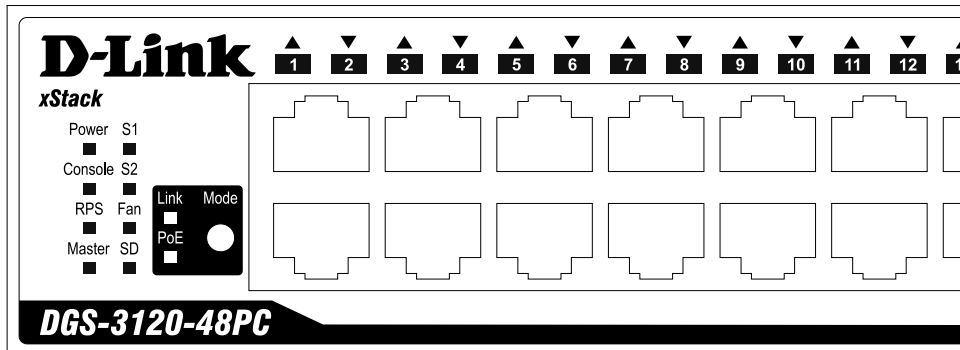 D-Link
1 2 3 4 5 6 7 8 9 10 11 12
xStack
Power S1
Console S2
RPS Fan
Master SD
Link Mode
PoE
DGS-3120-48PC